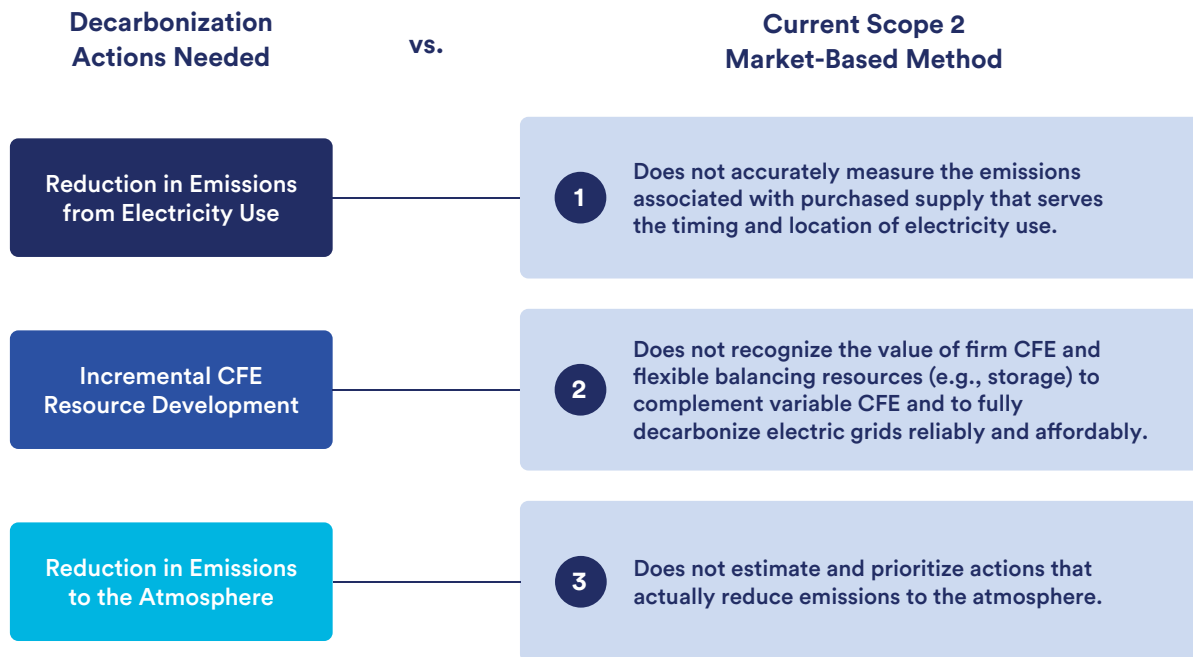 Decarbonization
Actions Needed
vs.
Current Scope 2
Market-Based Method
Reduction in Emissions
from Electricity Use
1
Does not accurately measure the emissions
associated with purchased supply that serves
the timing and location of electricity use.
Incremental CFE
Resource Development
2
Does not recognize the value of firm CFE and
flexible balancing resources (e.g., storage) to
complement variable CFE and to fully
decarbonize electric grids reliably and affordably.
Reduction in Emissions
to the Atmosphere
3
Does not estimate and prioritize actions that
actually reduce emissions to the atmosphere.